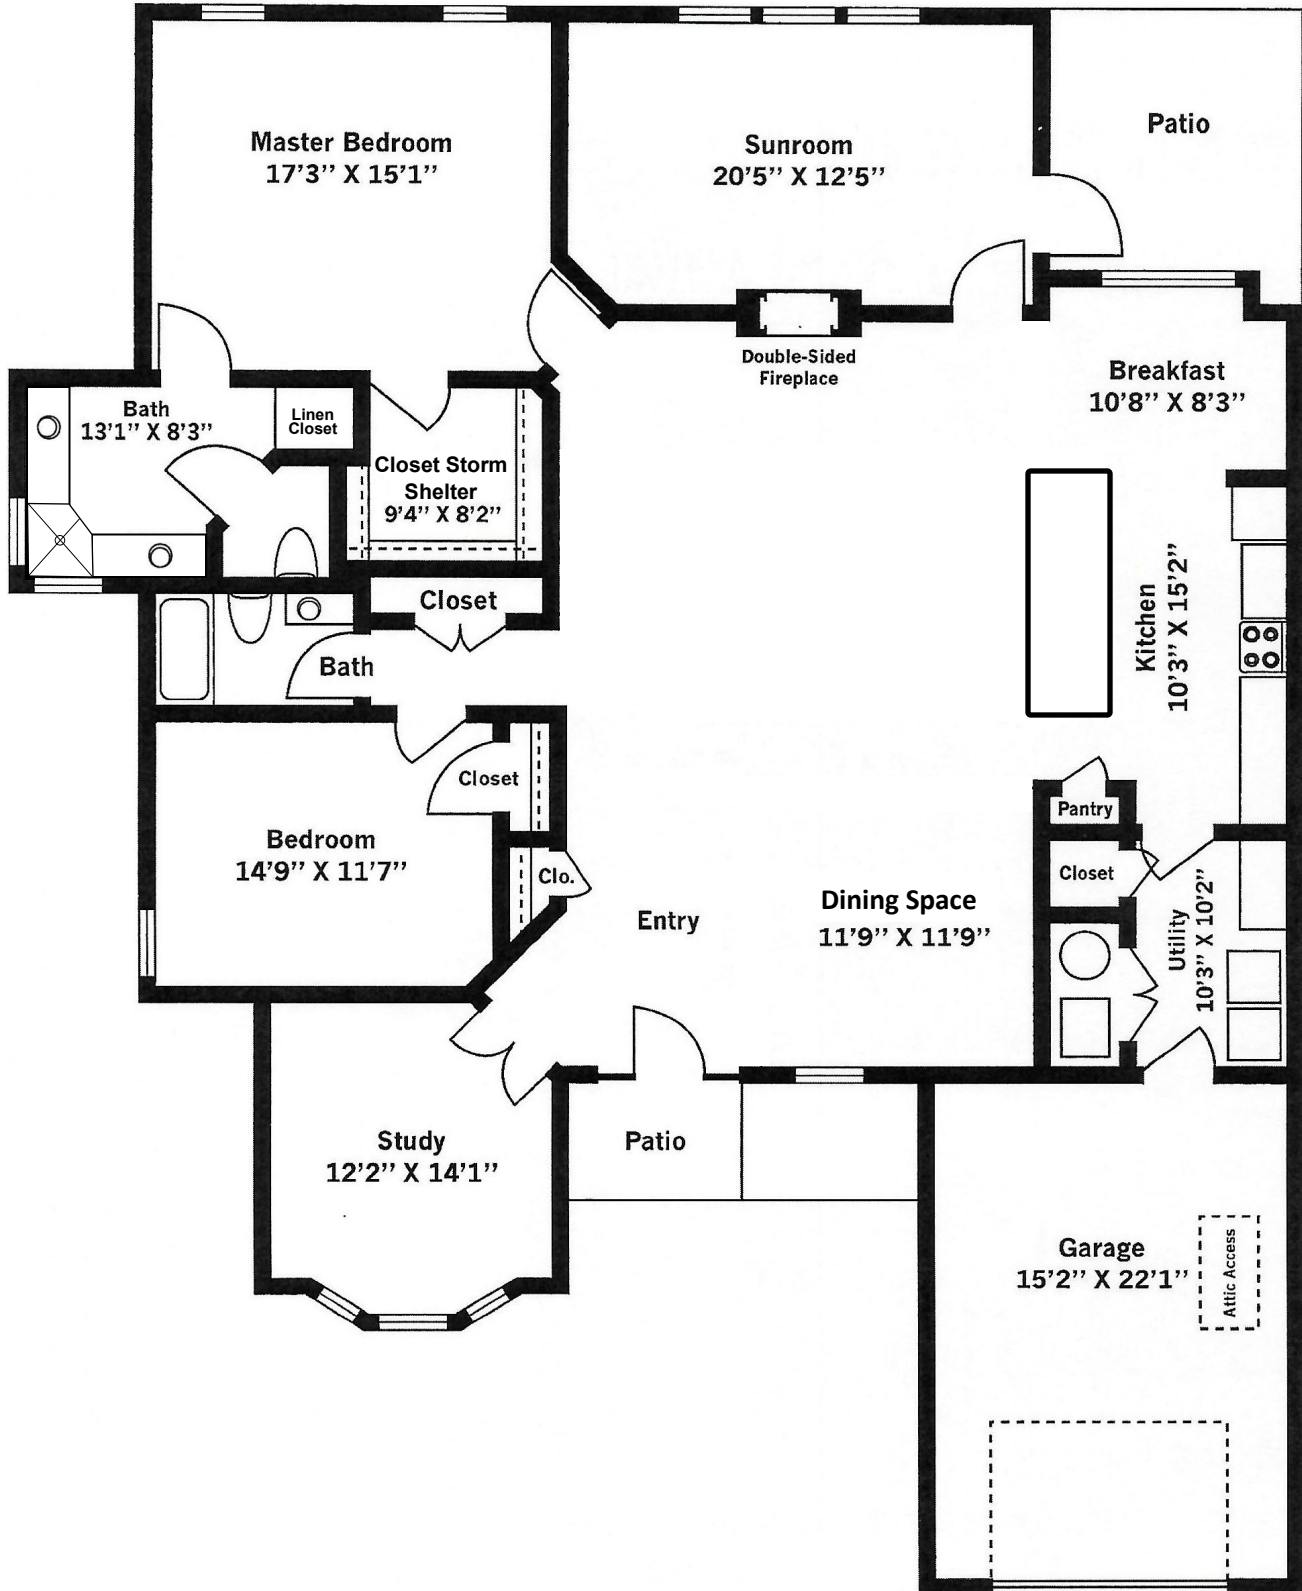 Master Bedroom
17'3'' X 15'1''
Sunroom
20'5'' X 12'5''
Patio
Double-Sided
Fireplace
Breakfast
10'8'' X 8'3''
Bath
13'1'' X 8'3''
Linen
Closet
Closet Storm
Shelter
9'4'' X 8'2''
Closet
Bath
Kitchen
10'3'' X 15'2''
Closet
Pantry
Bedroom
14'9'' X 11'7''
Clo.
Closet
Entry
Dining Space
11'9'' X 11'9''
Utility
10'3'' X 10'2''
Study
12'2'' X 14'1''
Patio
Garage
15'2'' X 22'1''
Attic Access